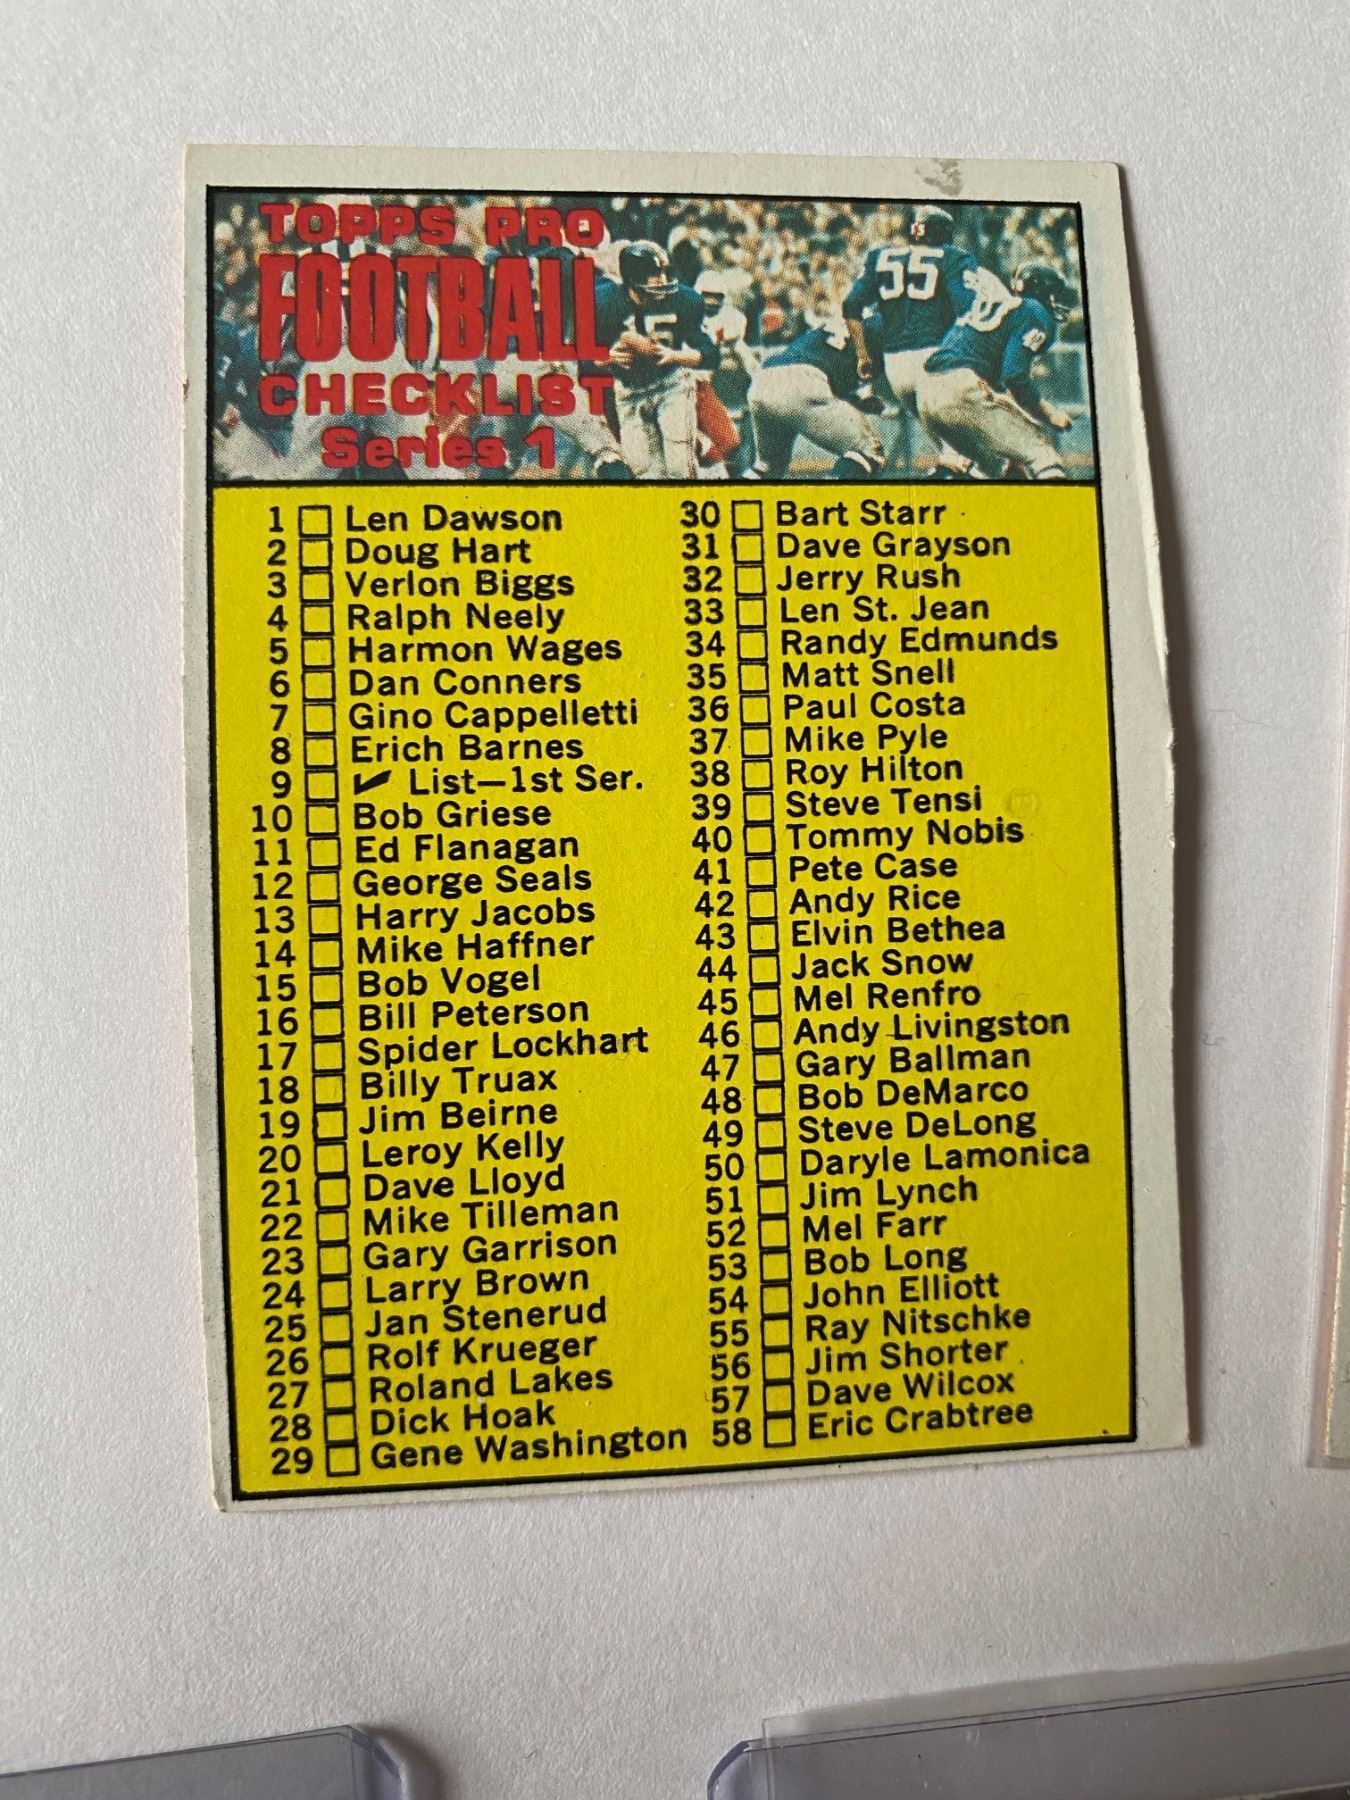 TOPPS PRO
FOOTBALL
CHECKLIST
Series 1
55
15
1 Len Dawson
2 Doug Hart
3 Verlon Biggs
4 Ralph Neely
5 Harmon Wages
6 Dan Conners
7 Gino Cappelletti
8 Erich Barnes
9 ✔ List—1st Ser.
10 Bob Griese
11 Ed Flanagan
12 George Seals
13 Harry Jacobs
14 Mike Haffner
15 Bob Vogel
16 Bill Peterson
17 Spider Lockhart
18 Billy Truax
19 Jim Beirne
20 Leroy Kelly
21 Dave Lloyd
22 Mike Tilleman
23 Gary Garrison
24 Larry Brown
25 Jan Stenerud
26 Rolf Krueger
27 Roland Lakes
28 Dick Hoak
29 Gene Washington
30 Bart Starr
31 Dave Grayson
32 Jerry Rush
33 Len St. Jean
34 Randy Edmunds
35 Matt Snell
36 Paul Costa
37 Mike Pyle
38 Roy Hilton
39 Steve Tensi
40 Tommy Nobis
41 Pete Case
42 Andy Rice
43 Elvin Bethea
44 Jack Snow
45 Mel Renfro
46 Andy Livingston
47 Gary Ballman
48 Bob DeMarco
49 Steve DeLong
50 Daryle Lamonica
51 Jim Lynch
52 Mel Farr
53 Bob Long
54 John Elliott
55 Ray Nitschke
56 Jim Shorter
57 Dave Wilcox
58 Eric Crabtree